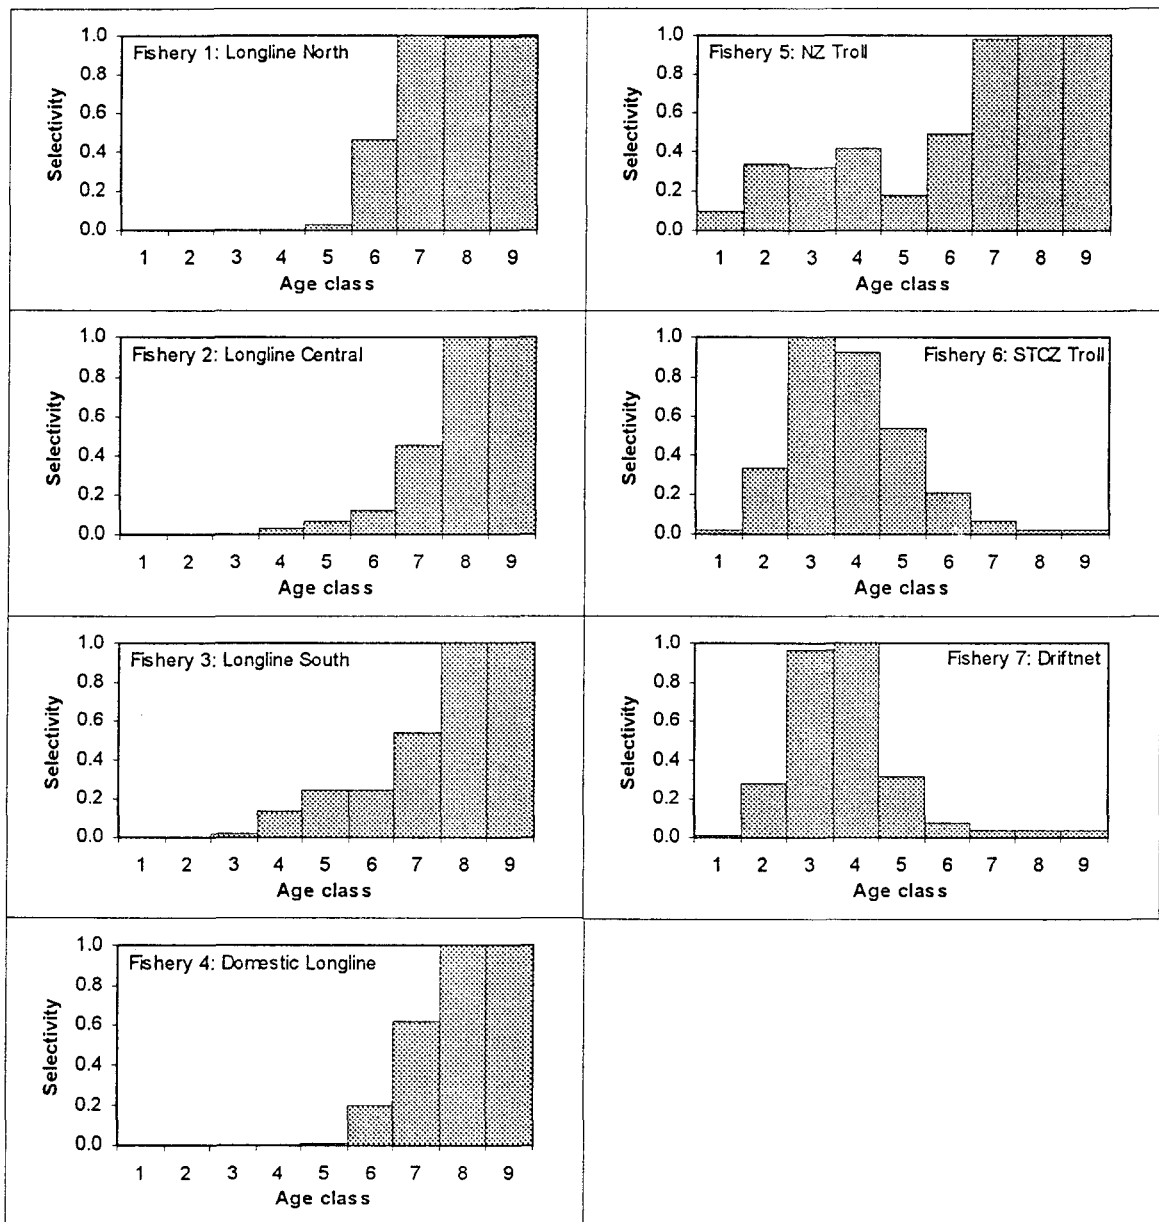 Fishery 1: Longline North
Selectivity
1.0
0.8
0.6
0.4
0.2
0.0
1 2 3 4 5 6 7 8 9
Age class
Fishery 5: NZ Troll
Selectivity
1.0
0.8
0.6
0.4
0.2
0.0
1 2 3 4 5 6 7 8 9
Age class
Fishery 2: Longline Central
Selectivity
1.0
0.8
0.6
0.4
0.2
0.0
1 2 3 4 5 6 7 8 9
Age class
Fishery 6: STCZ Troll
Selectivity
1.0
0.8
0.6
0.4
0.2
0.0
1 2 3 4 5 6 7 8 9
Age class
Fishery 3: Longline South
Selectivity
1.0
0.8
0.6
0.4
0.2
0.0
1 2 3 4 5 6 7 8 9
Age class
Fishery 7: Driftnet
Selectivity
1.0
0.8
0.6
0.4
0.2
0.0
1 2 3 4 5 6 7 8 9
Age class
Fishery 4: Domestic Longline
Selectivity
1.0
0.8
0.6
0.4
0.2
0.0
1 2 3 4 5 6 7 8 9
Age class